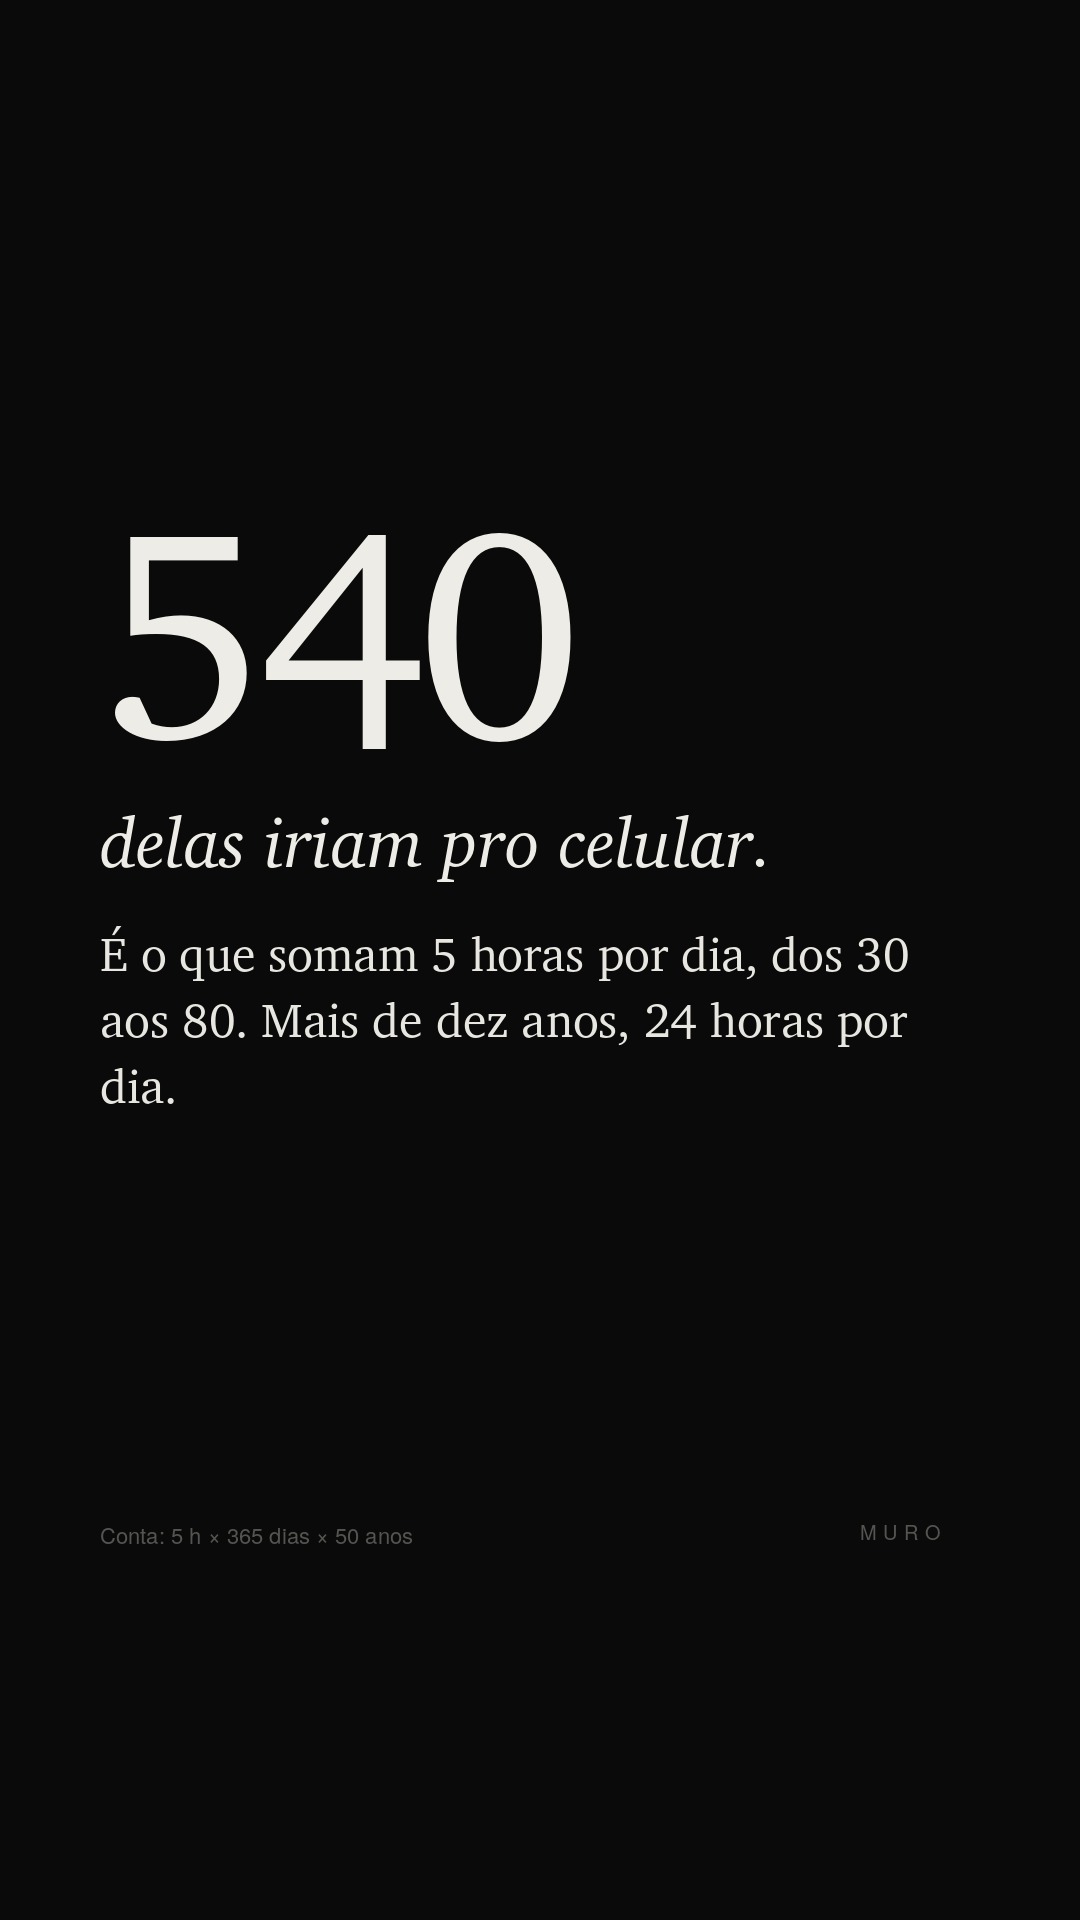 540
delas iriam pro celular.
É o que somam 5 horas por dia, dos 30
aos 80. Mais de dez anos, 24 horas por
dia.
Conta: 5 h × 365 dias × 50 anos
MURO